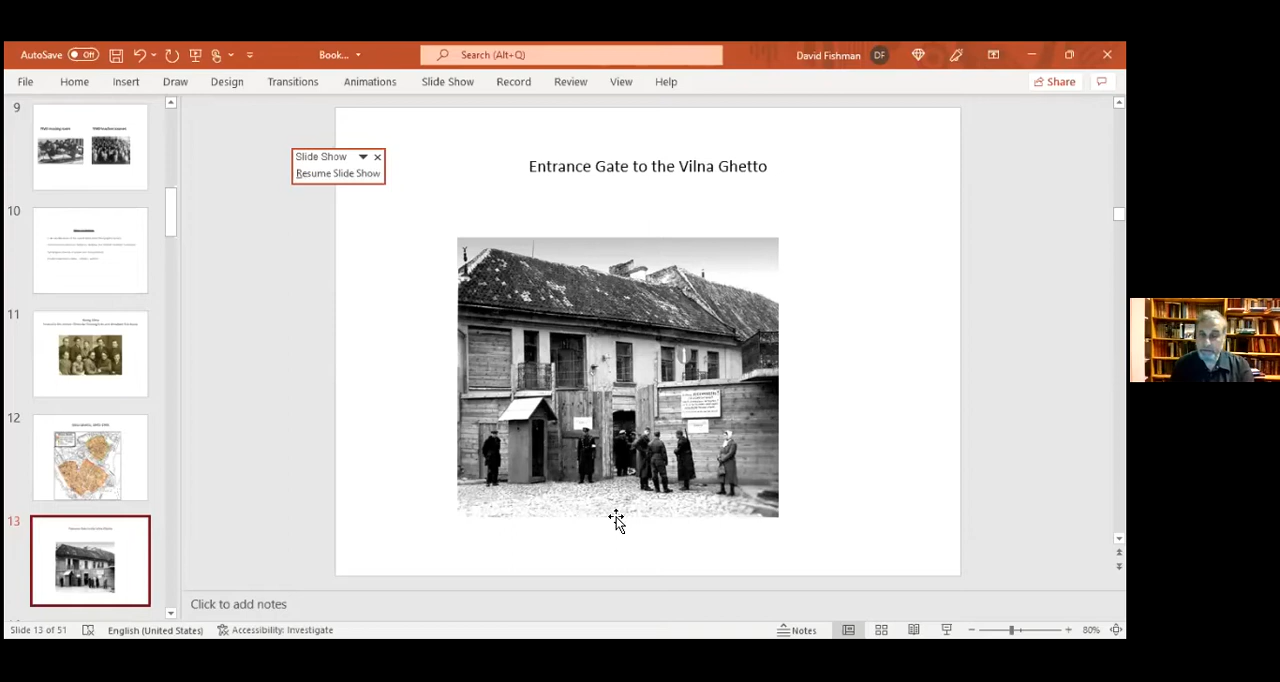 AutoSave Off Book... Search (Alt+Q) David Fishman DF
File Home Insert Draw Design Transitions Animations Slide Show Record Review View Help Share
9
10
11
12
13
Slide Show
Resume Slide Show
Entrance Gate to the Vilna Ghetto
Click to add notes
Slide 13 of 51 English (United States) Accessibility: Investigate Notes 80%